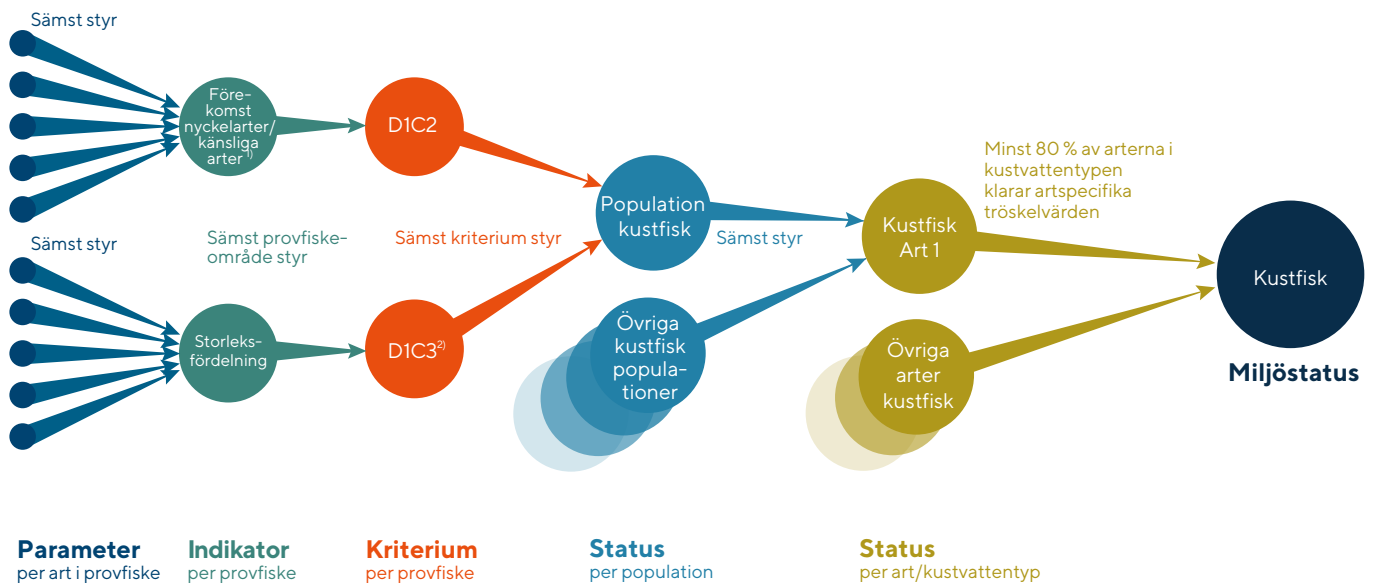 Sämst styr
Före-
komst
nyckelarter/
känsliga
arter 1)
D1C2
Sämst styr
Sämst provfiske-
område styr
Sämst kriterium styr
Storleks-
fördelning
D1C3 2)
Population
kustfisk
Sämst styr
Övriga
kustfisk
popula-
tioner
Kustfisk
Art 1
Minst 80 % av arterna i
kustvattentypen
klarar artspecifika
tröskelvärden
Övriga
arter
kustfisk
Kustfisk
Miljöstatus
Parameter
per art i provfiske
Indikator
per provfiske
Kriterium
per provfiske
Status
per population
Status
per art/kustvattentyp